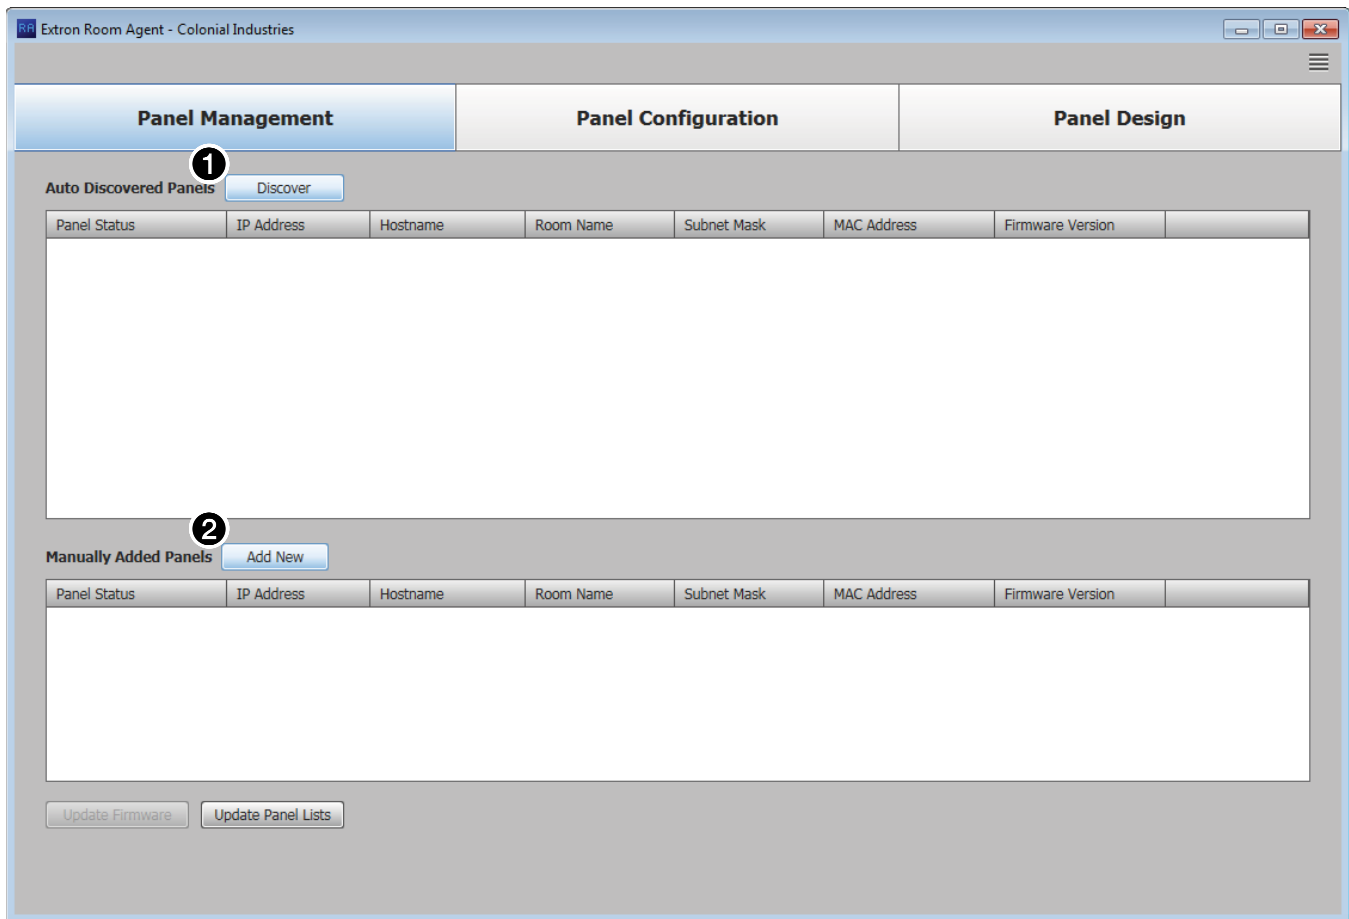 RA Extron Room Agent - Colonial Industries
Panel Management Panel Configuration Panel Design
1
Auto Discovered Panels Discover
Panel Status IP Address Hostname Room Name Subnet Mask MAC Address Firmware Version
2
Manually Added Panels Add New
Panel Status IP Address Hostname Room Name Subnet Mask MAC Address Firmware Version
Update Firmware Update Panel Lists